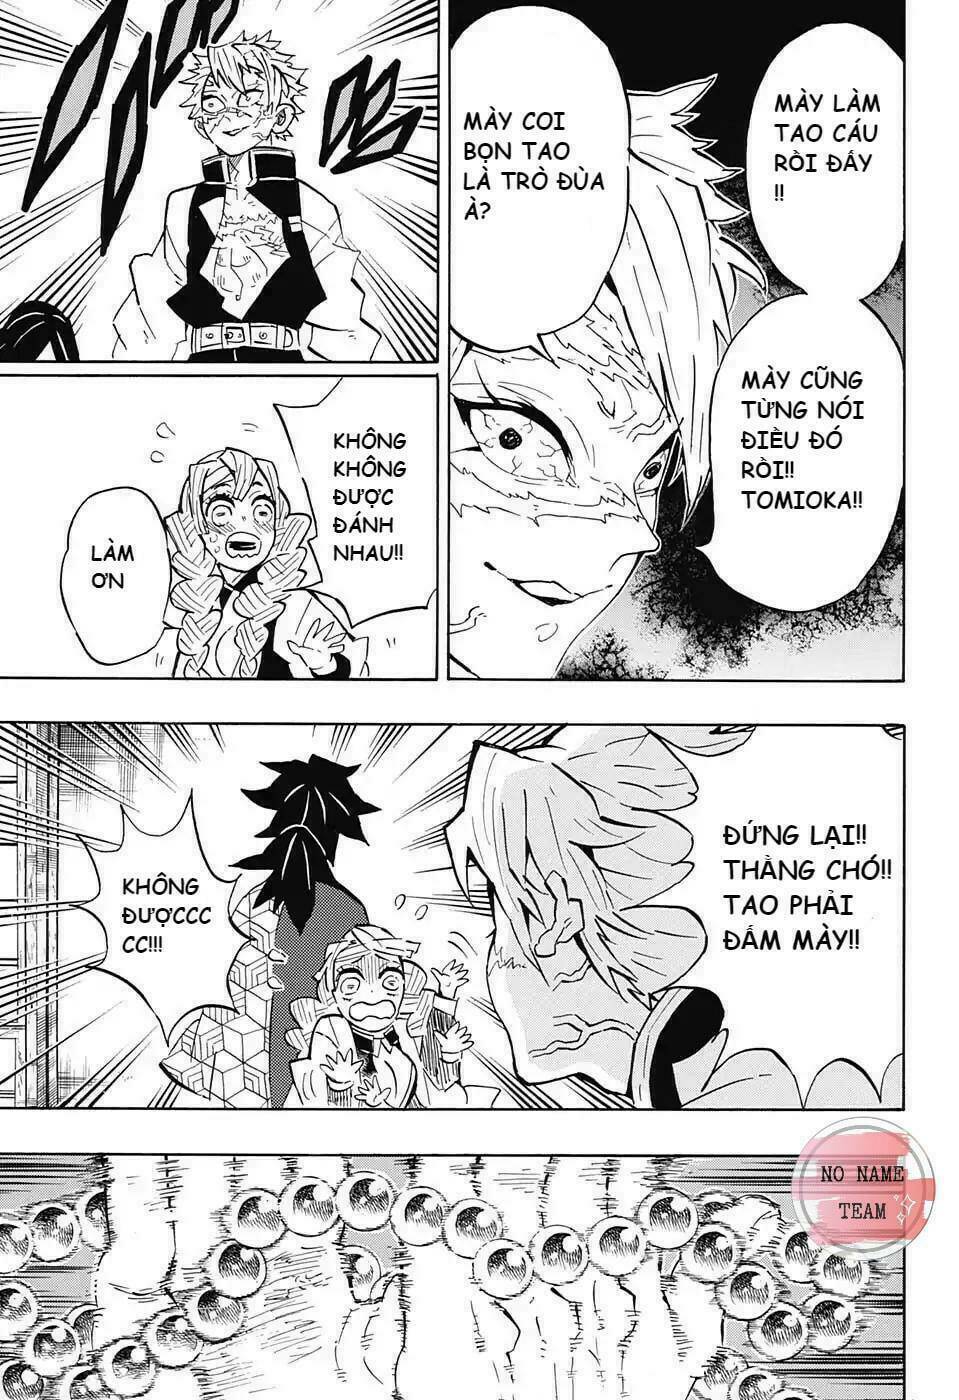 MÀY LÀM
TAO CÁU
RỒI ĐẤY
!!
MÀY COI
BỌN TAO
LÀ TRÒ ĐÙA
À?
MÀY CŨNG
TỪNG NÓI
ĐIỀU ĐÓ
RỒI!!
TOMIOKA!!
KHÔNG
KHÔNG
ĐƯỢC
ĐÁNH
NHAU!!
LÀM
ƠN
ĐỨNG LẠI!!
THẰNG CHÓ!!
TAO PHẢI
ĐẤM MÀY!!
KHÔNG
ĐƯỢCCC
CC!!!
NO NAME
TEAM